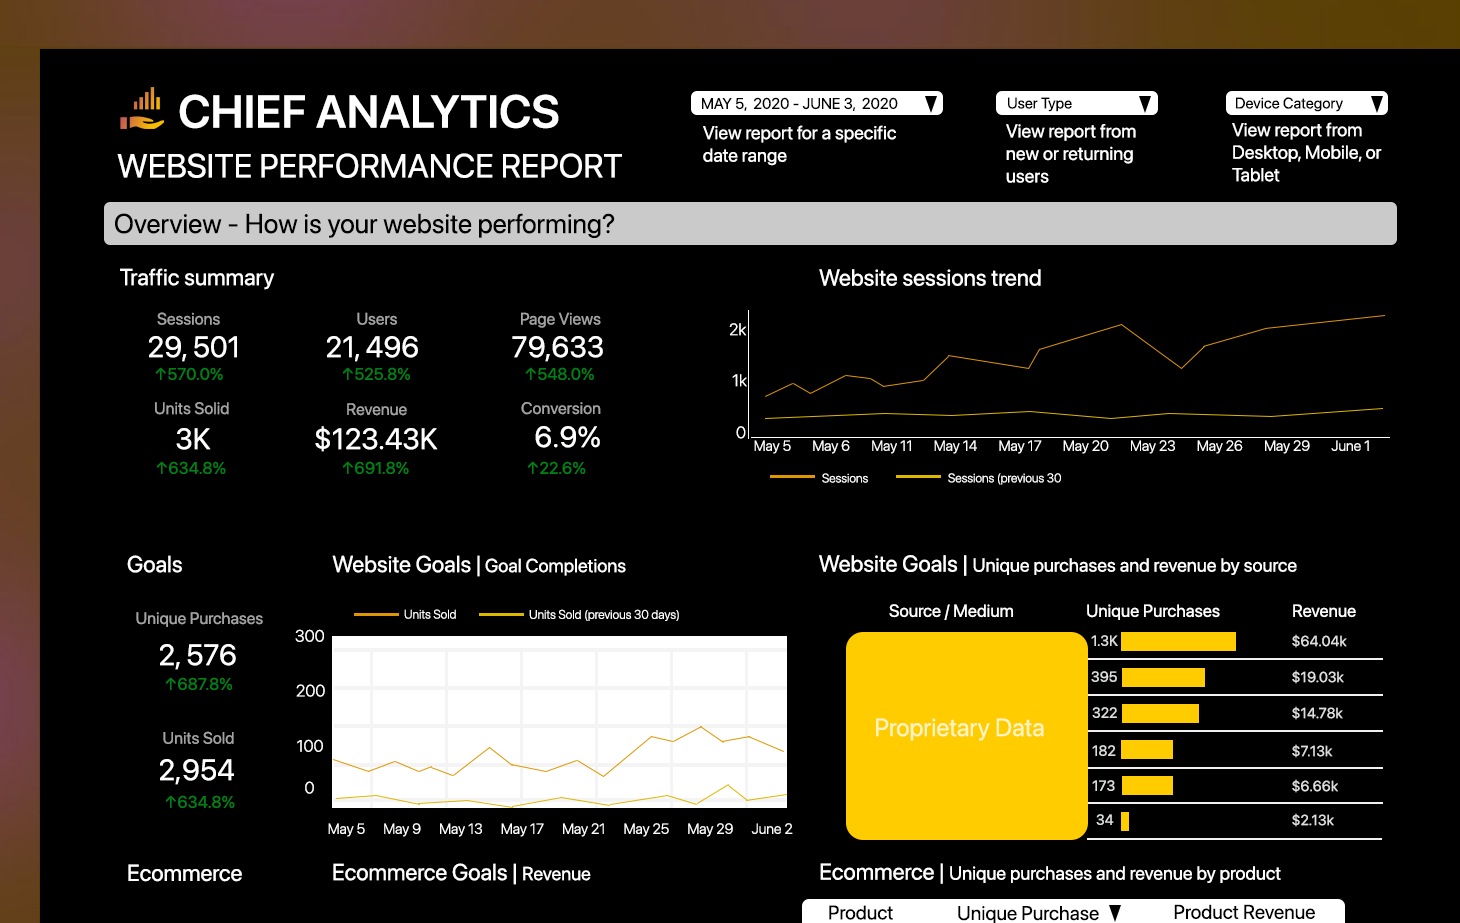 CHIEF ANALYTICS
WEBSITE PERFORMANCE REPORT
MAY 5, 2020 - JUNE 3, 2020
View report for a specific
date range
User Type
View report from
new or returning
users
Device Category
View report from
Desktop, Mobile, or
Tablet
Overview - How is your website performing?
Traffic summary
Sessions
29,501
↑570.0%
Users
21,496
↑525.8%
Page Views
79,633
↑548.0%
Units Solid
3K
↑634.8%
Revenue
$123.43K
↑691.8%
Conversion
6.9%
↑22.6%
Website sessions trend
2k
1k
0
May 5 May 6 May 11 May 14 May 17 May 20 May 23 May 26 May 29 June 1
Sessions Sessions (previous 30
Goals
Unique Purchases
2,576
↑687.8%
Units Sold
2,954
↑634.8%
Website Goals | Goal Completions
Units Sold Units Sold (previous 30 days)
300
200
100
0
May 5 May 9 May 13 May 17 May 21 May 25 May 29 June 2
Website Goals | Unique purchases and revenue by source
Source / Medium Unique Purchases Revenue
Proprietary Data
1.3K $64.04k
395 $19.03k
322 $14.78k
182 $7.13k
173 $6.66k
34 $2.13k
Ecommerce
Ecommerce Goals | Revenue
Ecommerce | Unique purchases and revenue by product
Product Unique Purchase Product Revenue